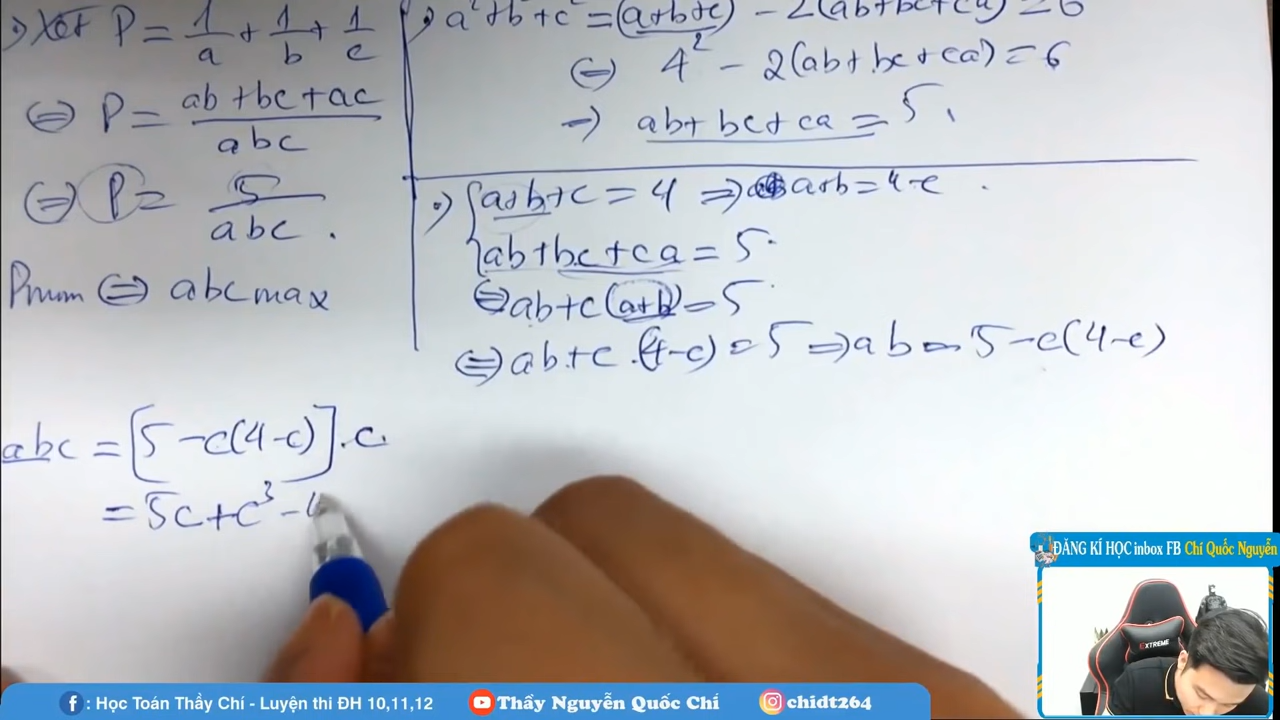 •) Xét P = 1/a + 1/b + 1/c
⇔ P = (ab + bc + ac)/abc
⇔ P = 5/abc .
Pmin ⇔ abc max
•) a² + b² + c² = (a+b+c)² - 2(ab+bc+ca) = 6
⇔ 4² - 2(ab+bc+ca) = 6
→ ab + bc + ca = 5.
•) { a+b+c = 4 ⇒ a+b = 4-c .
ab+bc+ca = 5.
⇔ ab+c(a+b) = 5
⇔ ab+c.(4-c) = 5 ⇒ ab = 5-c(4-c)
abc = [5 - c(4-c)].c.
= 5c + c³ - 4
ĐĂNG KÍ HỌC inbox FB Chí Quốc Nguyễn
EXTREME
: Học Toán Thầy Chí - Luyện thi ĐH 10,11,12
Thầy Nguyễn Quốc Chí
chidt264